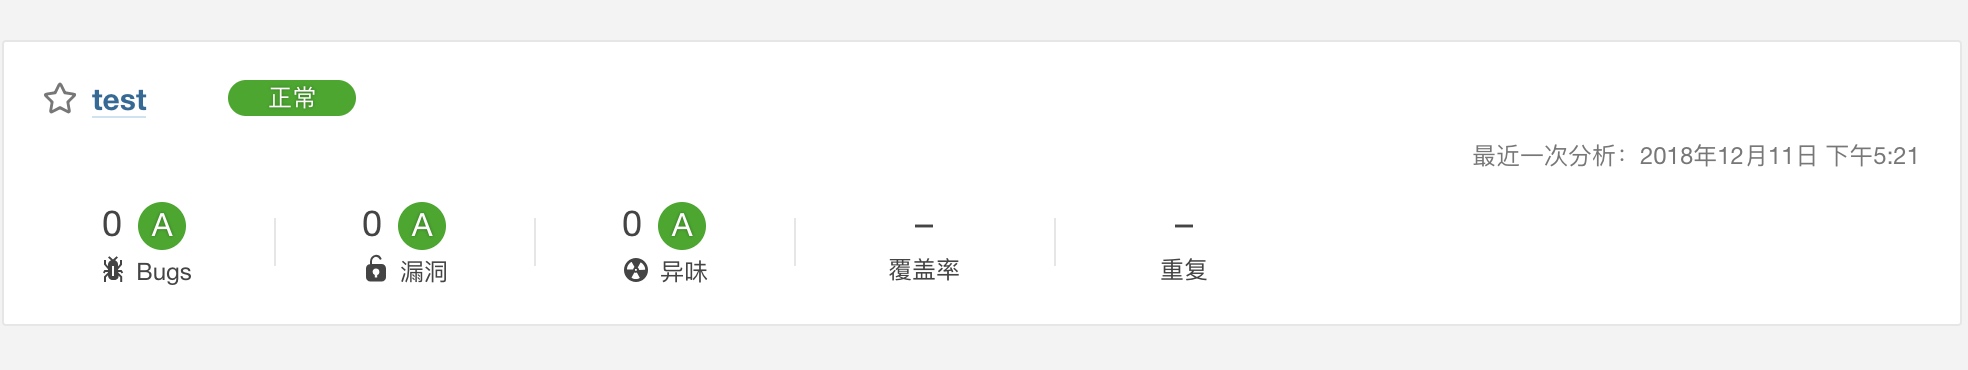 test 正常
最近一次分析：2018年12月11日 下午5:21
0 A 0 A 0 A – –
Bugs 漏洞 异味 覆盖率 重复